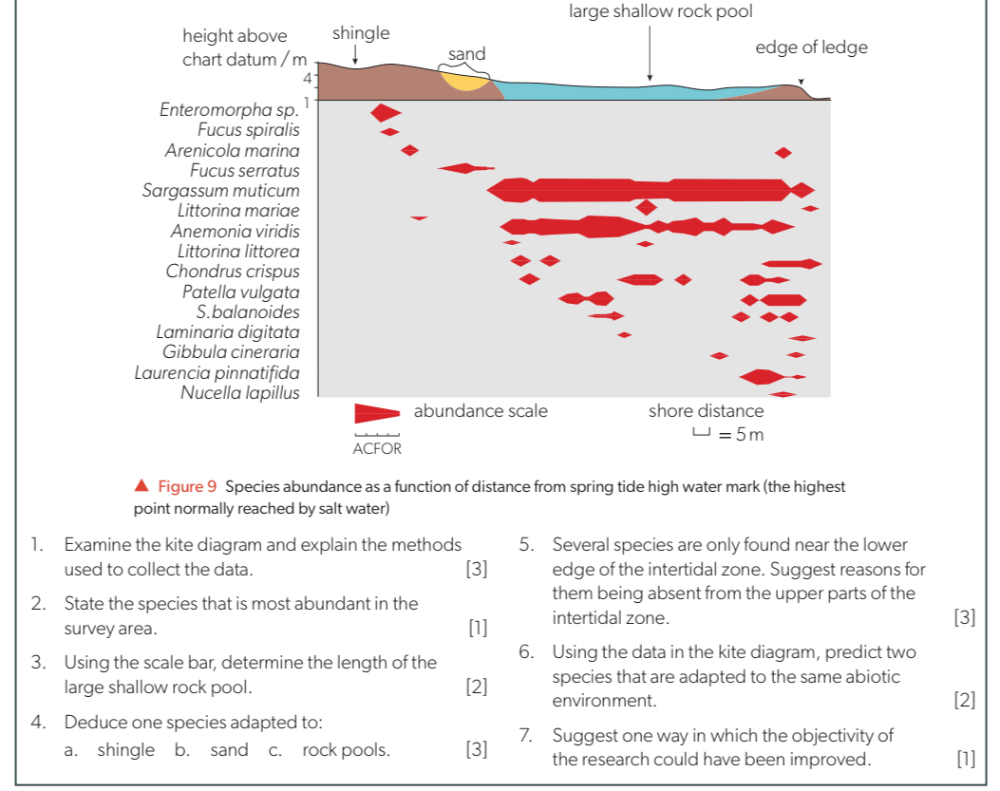 large shallow rock pool
height above
chart datum / m
shingle
sand
edge of ledge
4
1
Enteromorpha sp.
Fucus spiralis
Arenicola marina
Fucus serratus
Sargassum muticum
Littorina mariae
Anemonia viridis
Littorina littorea
Chondrus crispus
Patella vulgata
S.balanoides
Laminaria digitata
Gibbula cineraria
Laurencia pinnatifida
Nucella lapillus
abundance scale
ACFOR
shore distance
= 5 m
▲ Figure 9 Species abundance as a function of distance from spring tide high water mark (the highest
point normally reached by salt water)
1. Examine the kite diagram and explain the methods
used to collect the data. [3]
2. State the species that is most abundant in the
survey area. [1]
3. Using the scale bar, determine the length of the
large shallow rock pool. [2]
4. Deduce one species adapted to:
a. shingle b. sand c. rock pools. [3]
5. Several species are only found near the lower
edge of the intertidal zone. Suggest reasons for
them being absent from the upper parts of the
intertidal zone. [3]
6. Using the data in the kite diagram, predict two
species that are adapted to the same abiotic
environment. [2]
7. Suggest one way in which the objectivity of
the research could have been improved. [1]